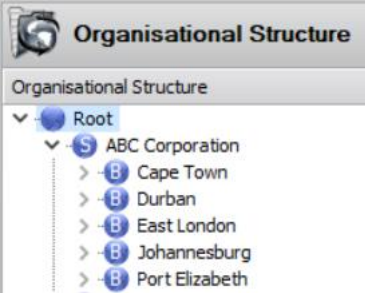 Organisational Structure
Organisational Structure
Root
S ABC Corporation
B Cape Town
B Durban
B East London
B Johannesburg
B Port Elizabeth